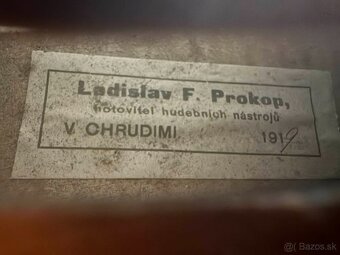 Ladislav F. Prokop,
hotovitel hudebních nástrojů
V CHRUDIMI 1919
Bazos.sk